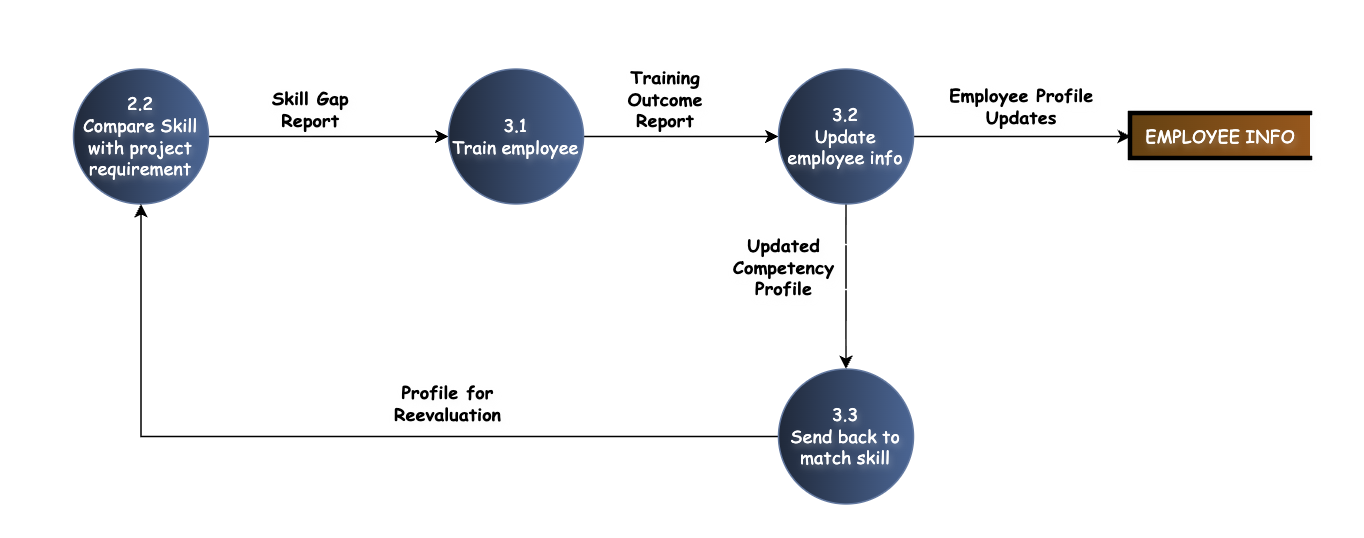 2.2
Compare Skill
with project
requirement
Skill Gap
Report
3.1
Train employee
Training
Outcome
Report
3.2
Update
employee info
Employee Profile
Updates
EMPLOYEE INFO
Updated
Competency
Profile
3.3
Send back to
match skill
Profile for
Reevaluation